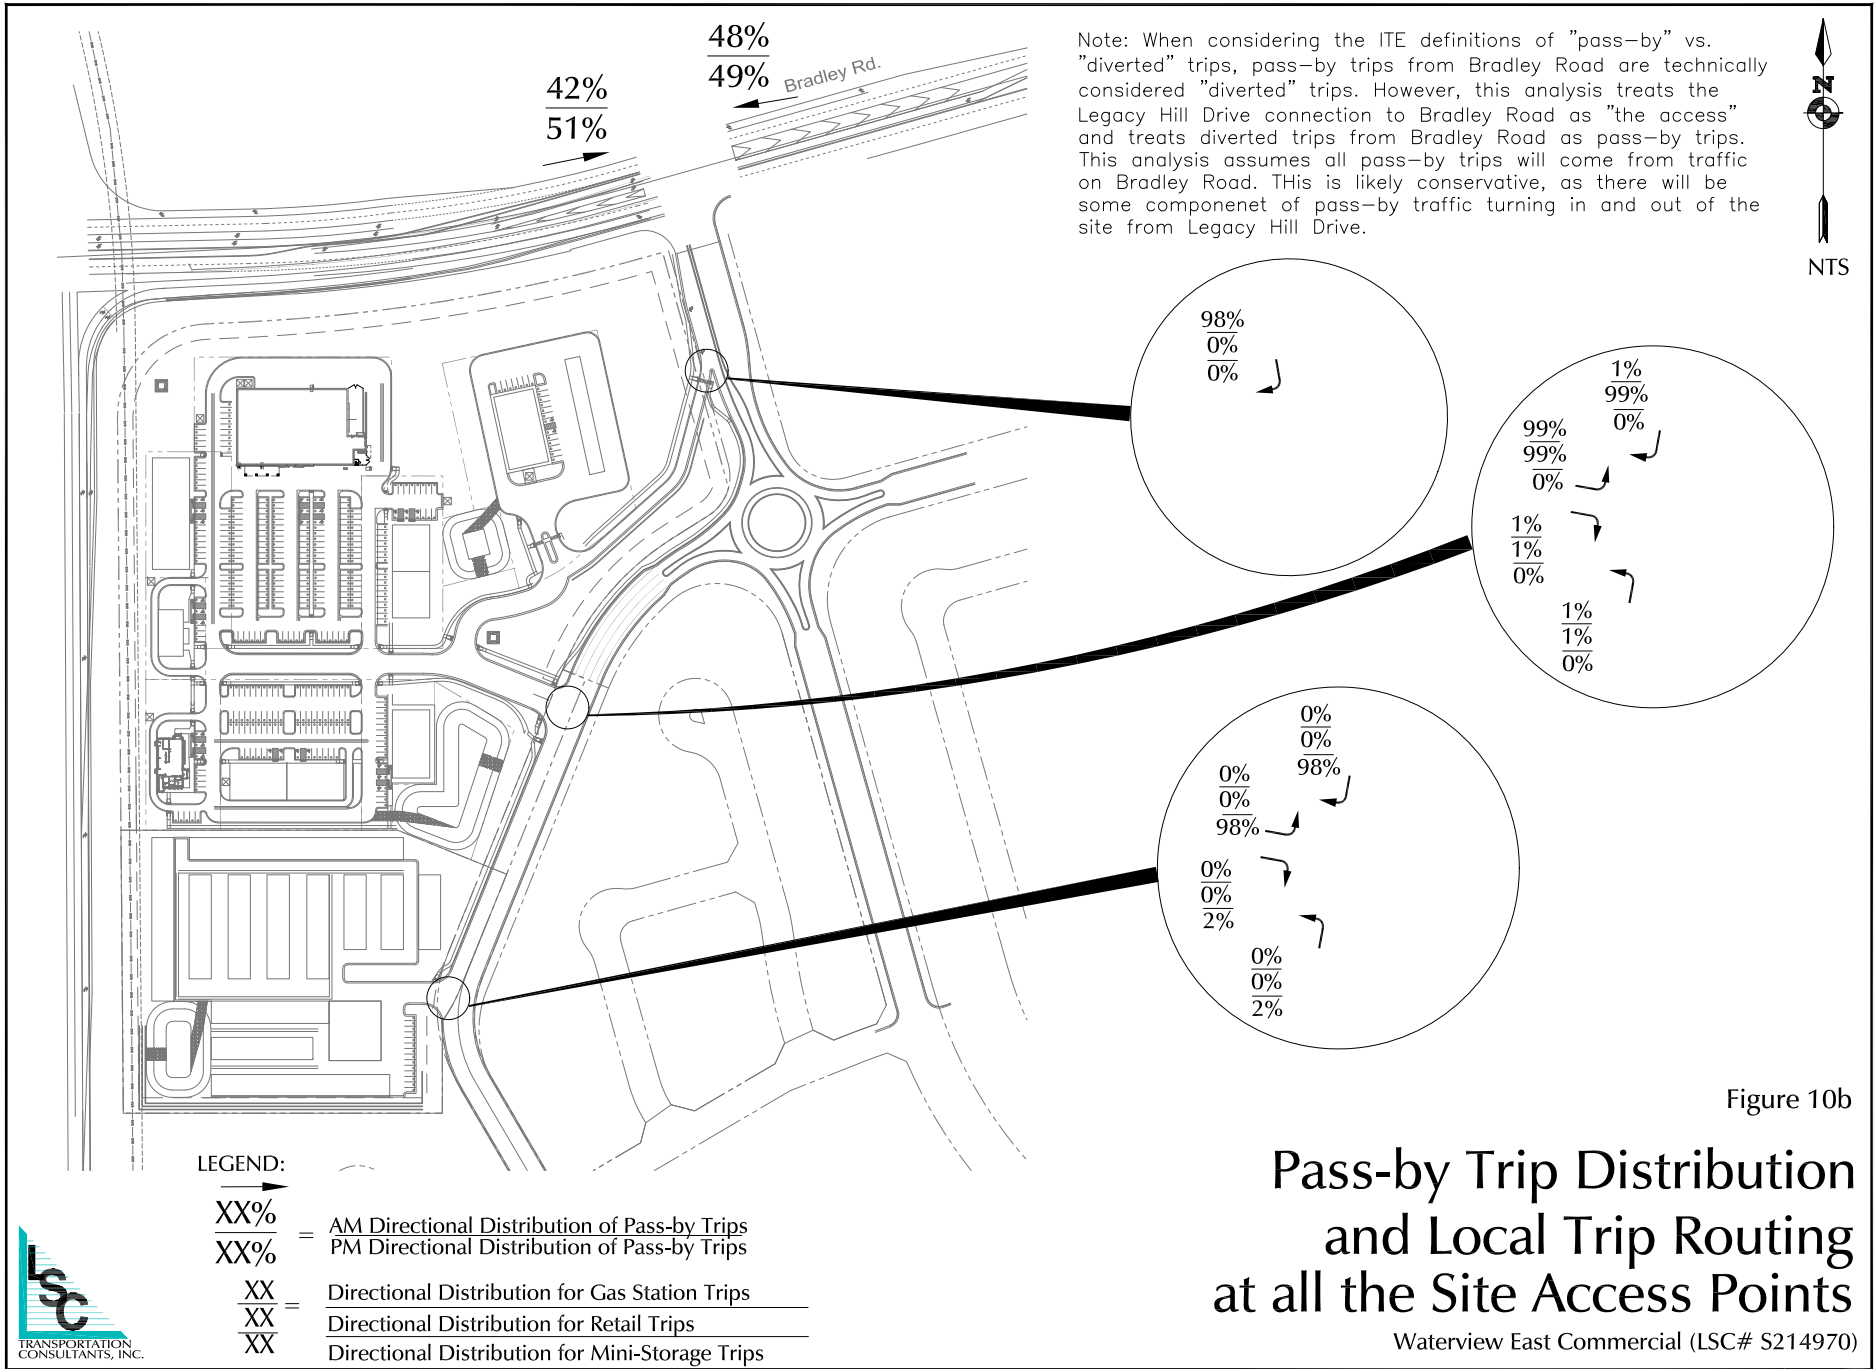 48%
49%
Bradley Rd.
42%
51%
Note: When considering the ITE definitions of "pass-by" vs.
"diverted" trips, pass-by trips from Bradley Road are technically
considered "diverted" trips. However, this analysis treats the
Legacy Hill Drive connection to Bradley Road as "the access"
and treats diverted trips from Bradley Road as pass-by trips.
This analysis assumes all pass-by trips will come from traffic
on Bradley Road. THis is likely conservative, as there will be
some componenet of pass-by traffic turning in and out of the
site from Legacy Hill Drive.
N
NTS
98%
0%
0%
1%
99%
0%
99%
99%
0%
1%
1%
0%
1%
1%
0%
0%
0%
98%
0%
0%
98%
0%
0%
2%
0%
0%
2%
Figure 10b
Pass-by Trip Distribution
and Local Trip Routing
at all the Site Access Points
Waterview East Commercial (LSC# S214970)
LEGEND:
XX%
XX%
=
AM Directional Distribution of Pass-by Trips
PM Directional Distribution of Pass-by Trips
XX
XX
XX
=
Directional Distribution for Gas Station Trips
Directional Distribution for Retail Trips
Directional Distribution for Mini-Storage Trips
LSC
TRANSPORTATION
CONSULTANTS, INC.